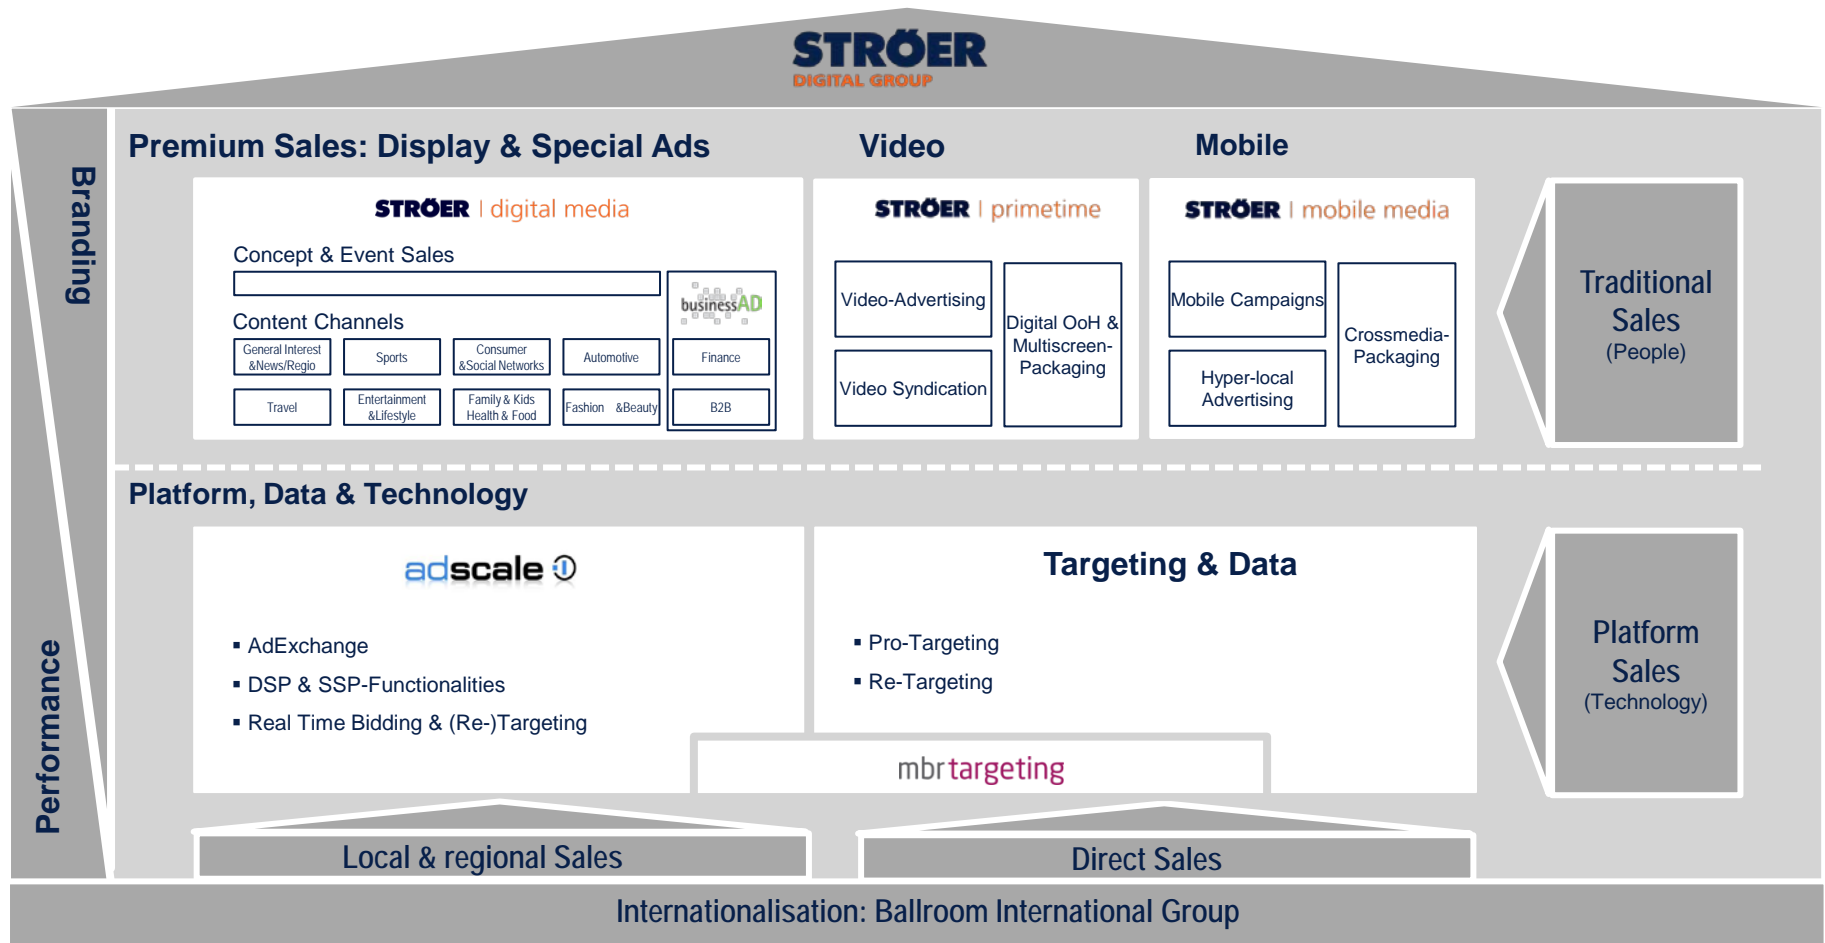 STRÖER
DIGITAL GROUP
Branding
Performance
Premium Sales: Display & Special Ads
Video
Mobile
STRÖER | digital media
Concept & Event Sales
businessAD
Content Channels
General Interest
&News/Regio
Sports
Consumer
&Social Networks
Automotive
Finance
Travel
Entertainment
&Lifestyle
Family & Kids
Health & Food
Fashion &Beauty
B2B
STRÖER | primetime
Video-Advertising
Video Syndication
Digital OoH &
Multiscreen-
Packaging
STRÖER | mobile media
Mobile Campaigns
Hyper-local
Advertising
Crossmedia-
Packaging
Traditional
Sales
(People)
Platform, Data & Technology
adscale
▪ AdExchange
▪ DSP & SSP-Functionalities
▪ Real Time Bidding & (Re-)Targeting
Targeting & Data
▪ Pro-Targeting
▪ Re-Targeting
mbrtargeting
Platform
Sales
(Technology)
Local & regional Sales
Direct Sales
Internationalisation: Ballroom International Group